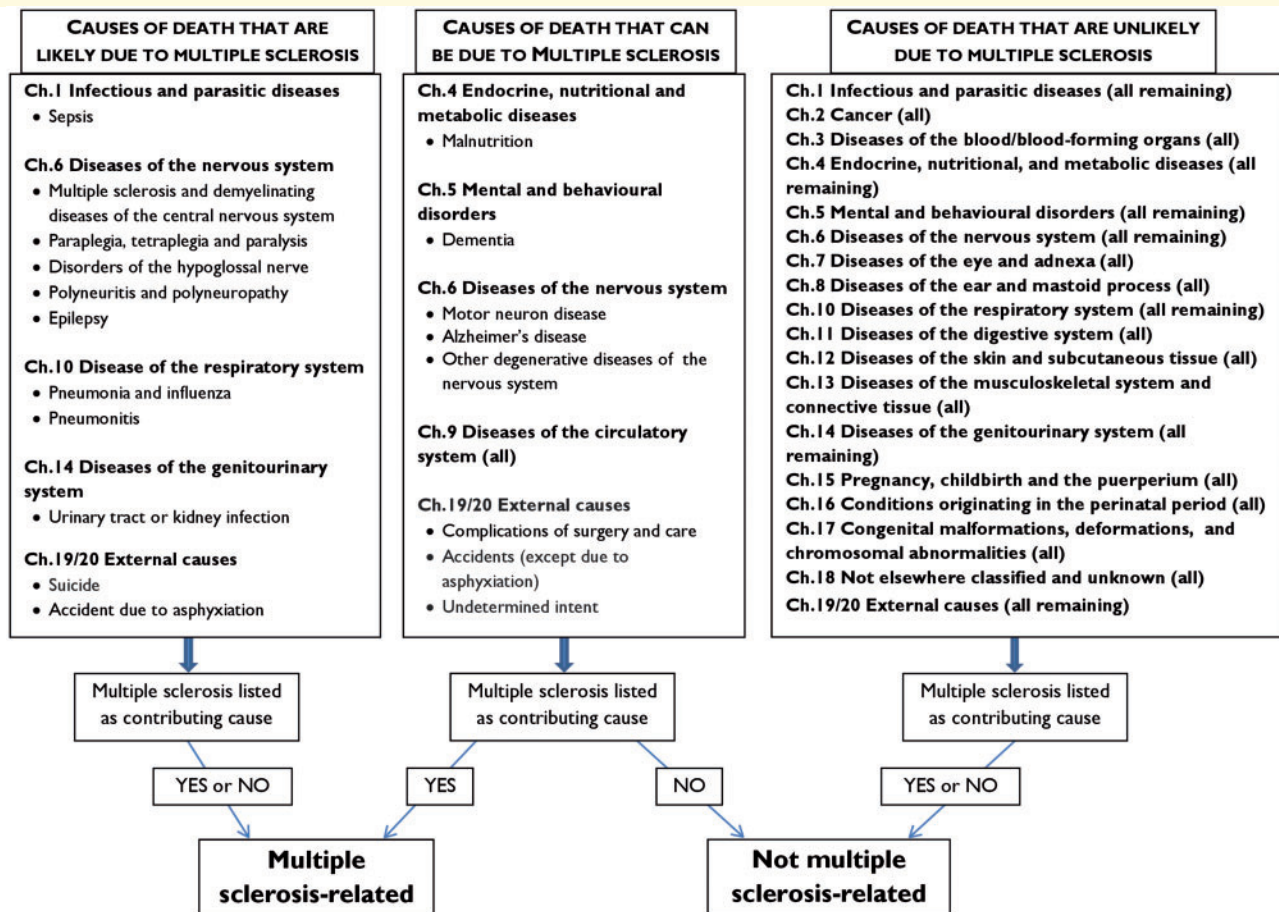 CAUSES OF DEATH THAT ARE
LIKELY DUE TO MULTIPLE SCLEROSIS
Ch.1 Infectious and parasitic diseases
• Sepsis
Ch.6 Diseases of the nervous system
• Multiple sclerosis and demyelinating
diseases of the central nervous system
• Paraplegia, tetraplegia and paralysis
• Disorders of the hypoglossal nerve
• Polyneuritis and polyneuropathy
• Epilepsy
Ch.10 Disease of the respiratory system
• Pneumonia and influenza
• Pneumonitis
Ch.14 Diseases of the genitourinary
system
• Urinary tract or kidney infection
Ch.19/20 External causes
• Suicide
• Accident due to asphyxiation
CAUSES OF DEATH THAT CAN
BE DUE TO MULTIPLE SCLEROSIS
Ch.4 Endocrine, nutritional and
metabolic diseases
• Malnutrition
Ch.5 Mental and behavioural
disorders
• Dementia
Ch.6 Diseases of the nervous system
• Motor neuron disease
• Alzheimer's disease
• Other degenerative diseases of the
nervous system
Ch.9 Diseases of the circulatory
system (all)
Ch.19/20 External causes
• Complications of surgery and care
• Accidents (except due to
asphyxiation)
• Undetermined intent
CAUSES OF DEATH THAT ARE UNLIKELY
DUE TO MULTIPLE SCLEROSIS
Ch.1 Infectious and parasitic diseases (all remaining)
Ch.2 Cancer (all)
Ch.3 Diseases of the blood/blood-forming organs (all)
Ch.4 Endocrine, nutritional, and metabolic diseases (all
remaining)
Ch.5 Mental and behavioural disorders (all remaining)
Ch.6 Diseases of the nervous system (all remaining)
Ch.7 Diseases of the eye and adnexa (all)
Ch.8 Diseases of the ear and mastoid process (all)
Ch.10 Diseases of the respiratory system (all remaining)
Ch.11 Diseases of the digestive system (all)
Ch.12 Diseases of the skin and subcutaneous tissue (all)
Ch.13 Diseases of the musculoskeletal system and
connective tissue (all)
Ch.14 Diseases of the genitourinary system (all
remaining)
Ch.15 Pregnancy, childbirth and the puerperium (all)
Ch.16 Conditions originating in the perinatal period (all)
Ch.17 Congenital malformations, deformations, and
chromosomal abnormalities (all)
Ch.18 Not elsewhere classified and unknown (all)
Ch.19/20 External causes (all remaining)
Multiple sclerosis listed
as contributing cause
Multiple sclerosis listed
as contributing cause
Multiple sclerosis listed
as contributing cause
YES or NO
YES
NO
YES or NO
Multiple
sclerosis-related
Not multiple
sclerosis-related